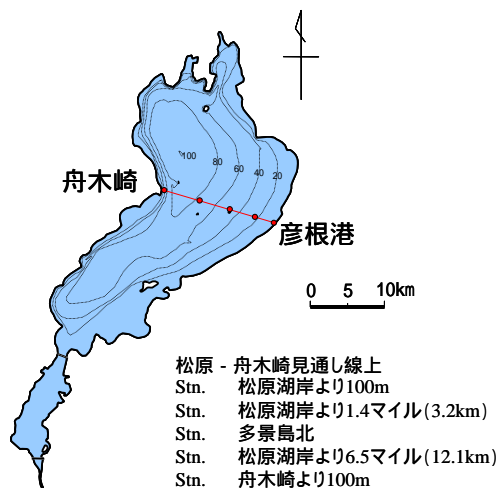 100
80
60
40
20
舟木崎
彦根港
0 5 10km
松原 - 舟木崎見通し線上
Stn. 松原湖岸より100m
Stn. 松原湖岸より1.4マイル(3.2km)
Stn. 多景島北
Stn. 松原湖岸より6.5マイル(12.1km)
Stn. 舟木崎より100m